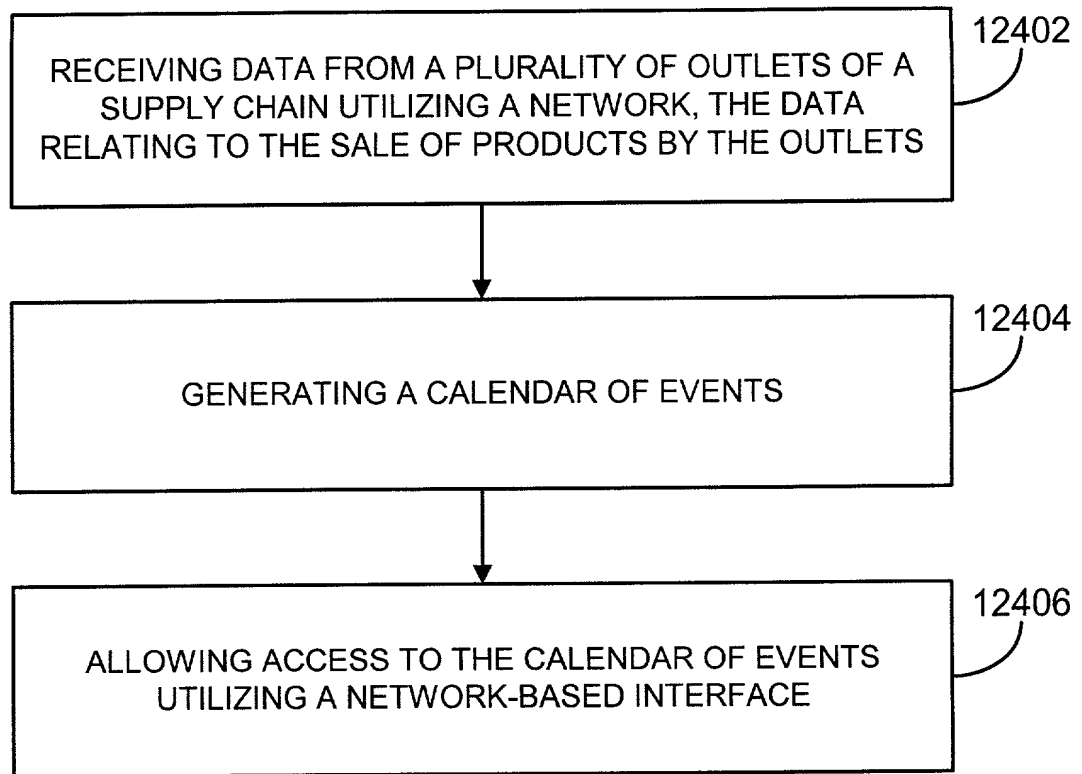 12402
RECEIVING DATA FROM A PLURALITY OF OUTLETS OF A
SUPPLY CHAIN UTILIZING A NETWORK, THE DATA
RELATING TO THE SALE OF PRODUCTS BY THE OUTLETS
12404
GENERATING A CALENDAR OF EVENTS
12406
ALLOWING ACCESS TO THE CALENDAR OF EVENTS
UTILIZING A NETWORK-BASED INTERFACE